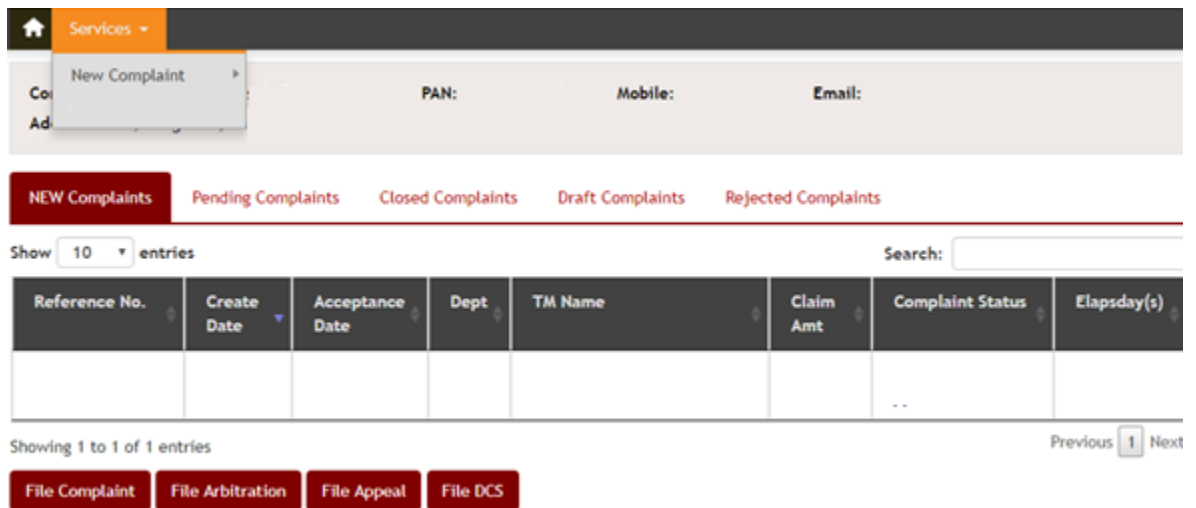 Services
New Complaint
PAN: Mobile: Email:
NEW Complaints Pending Complaints Closed Complaints Draft Complaints Rejected Complaints
Show 10 entries Search:
Reference No. Create Date Acceptance Date Dept TM Name Claim Amt Complaint Status Elapsday(s)
- -
Showing 1 to 1 of 1 entries Previous 1 Next
File Complaint File Arbitration File Appeal File DCS